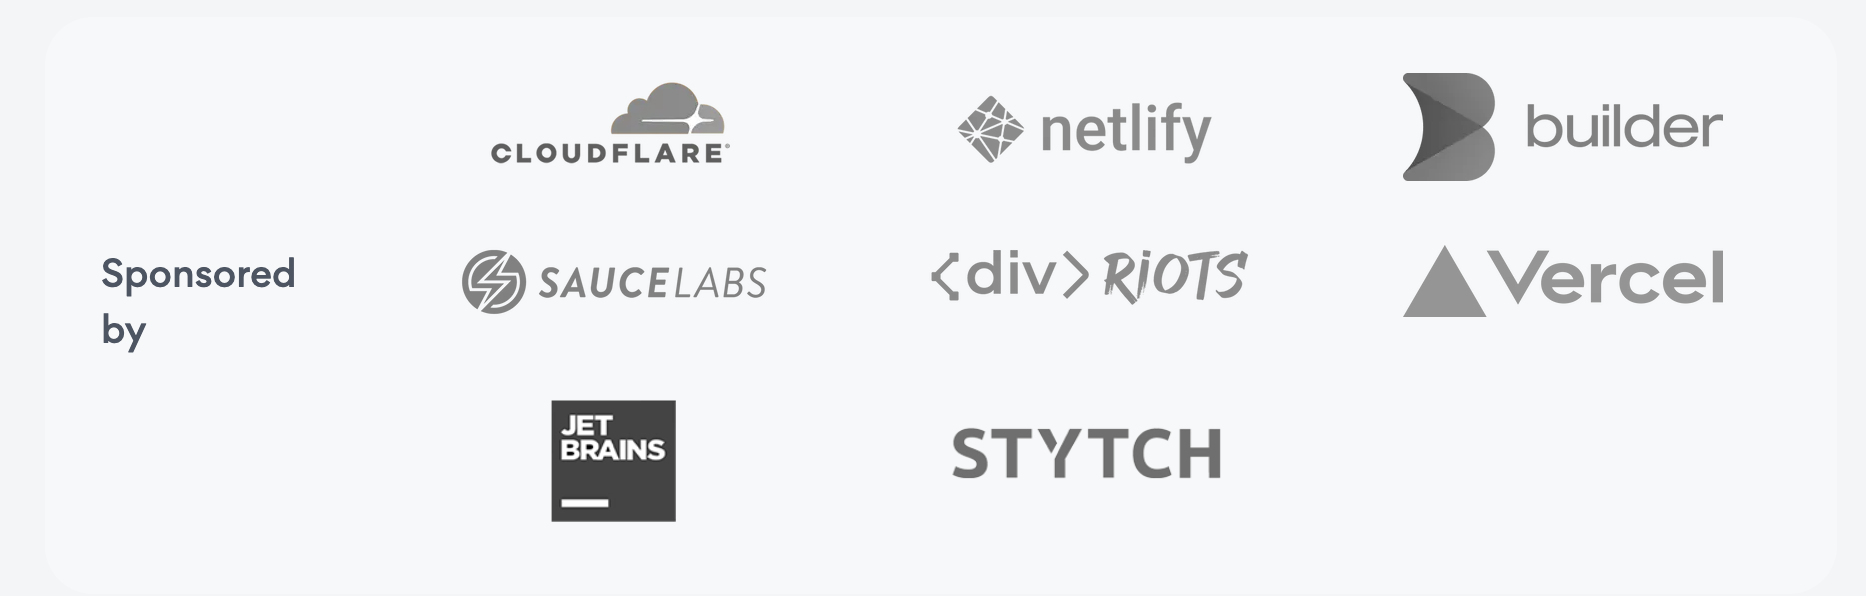 Sponsored
by
CLOUDFLARE®
netlify
builder
SAUCELABS
<div>RiOTS
Vercel
JET
BRAINS
STYTCH